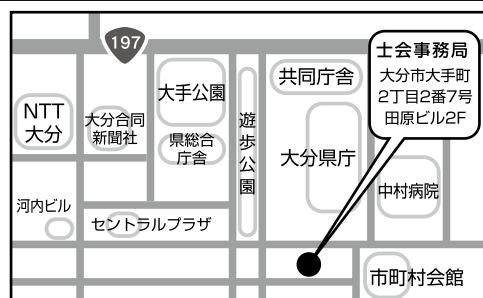 197
士会事務局
大分市大手町
2丁目2番7号
田原ビル2F
NTT
大分
大分合同
新聞社
大手公園
県総合
庁舎
遊歩公園
共同庁舎
大分県庁
中村病院
河内ビル
セントラルプラザ
市町村会館